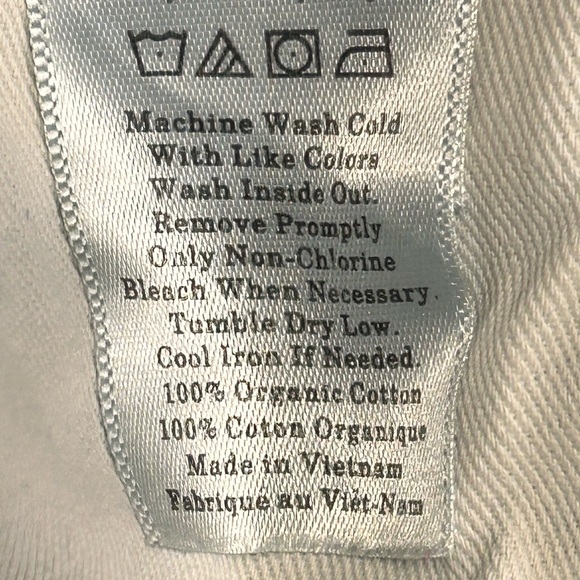 Machine Wash Cold
With Like Colors
Wash Inside Out.
Remove Promptly
Only Non-Chlorine
Bleach When Necessary.
Tumble Dry Low.
Cool Iron If Needed.
100% Organic Cotton
100% Coton Organique
Made in Vietnam
Fabriqué au Viêt-Nam